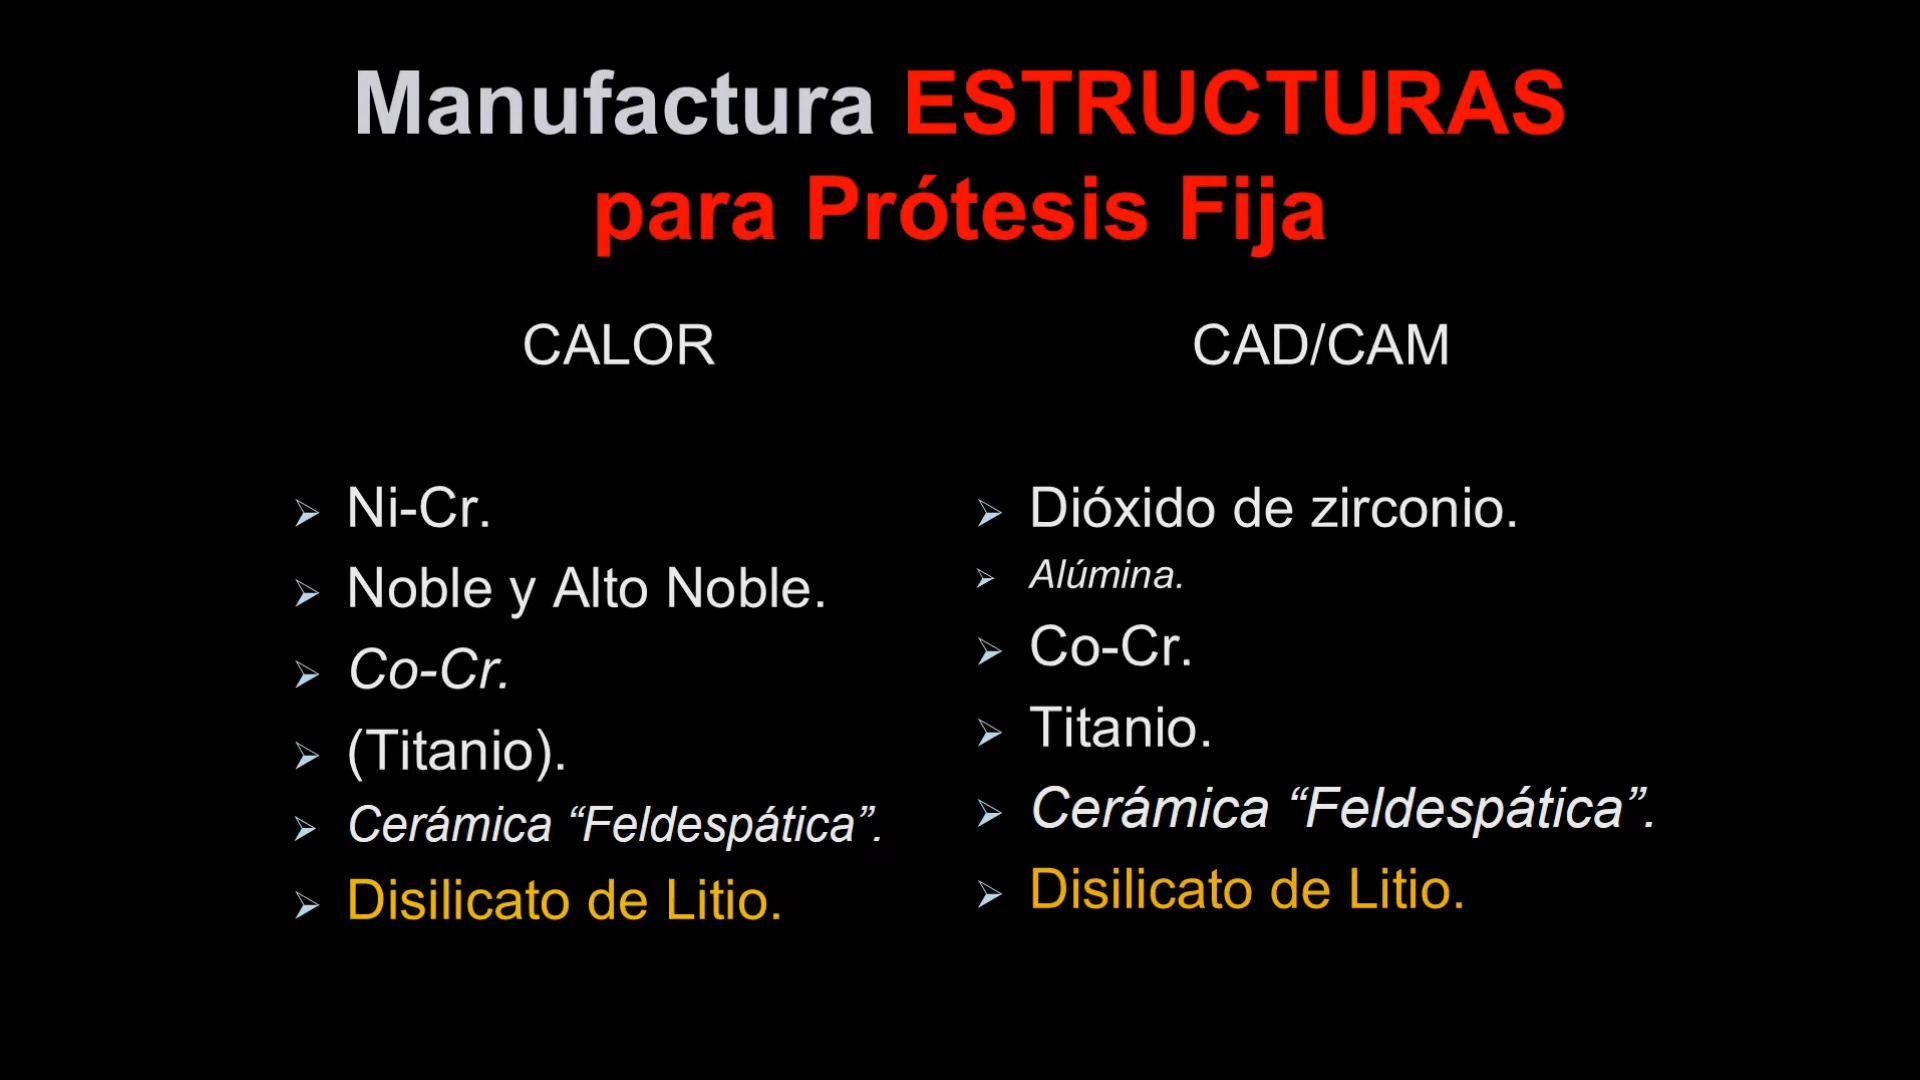 Manufactura ESTRUCTURAS
para Prótesis Fija
CALOR
Ni-Cr.
Noble y Alto Noble.
Co-Cr.
(Titanio).
Cerámica “Feldespática”.
Disilicato de Litio.
CAD/CAM
Dióxido de zirconio.
Alúmina.
Co-Cr.
Titanio.
Cerámica “Feldespática”.
Disilicato de Litio.